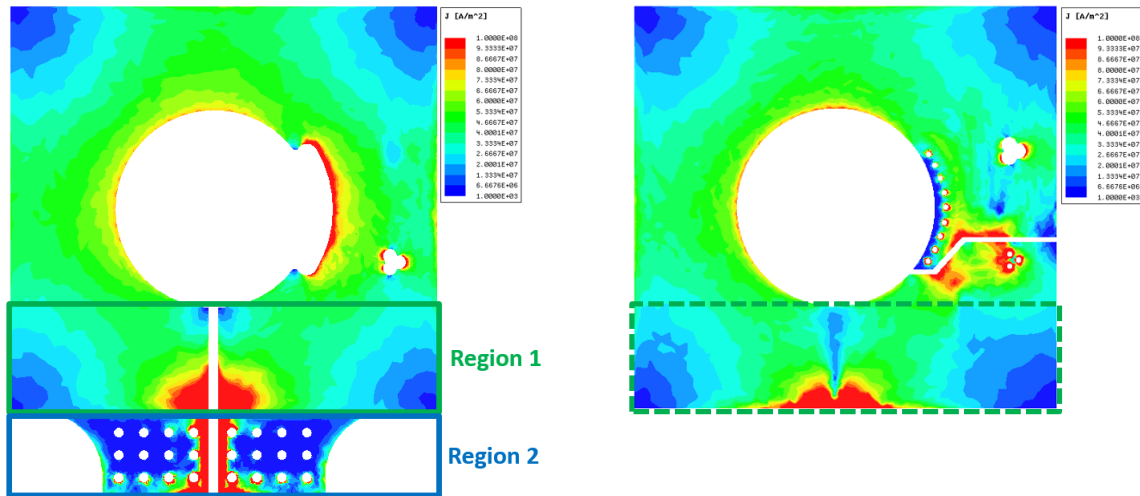 J [A/m^2]
1.0000E+08
9.3333E+07
8.6667E+07
8.0000E+07
7.3334E+07
6.6667E+07
6.0000E+07
5.3334E+07
4.6667E+07
4.0001E+07
3.3334E+07
2.6667E+07
2.0001E+07
1.3334E+07
6.6676E+06
1.0000E+03
J [A/m^2]
1.0000E+08
9.3333E+07
8.6667E+07
8.0000E+07
7.3334E+07
6.6667E+07
6.0000E+07
5.3334E+07
4.6667E+07
4.0001E+07
3.3334E+07
2.6667E+07
2.0001E+07
1.3334E+07
6.6676E+06
1.0000E+03
Region 1
Region 2